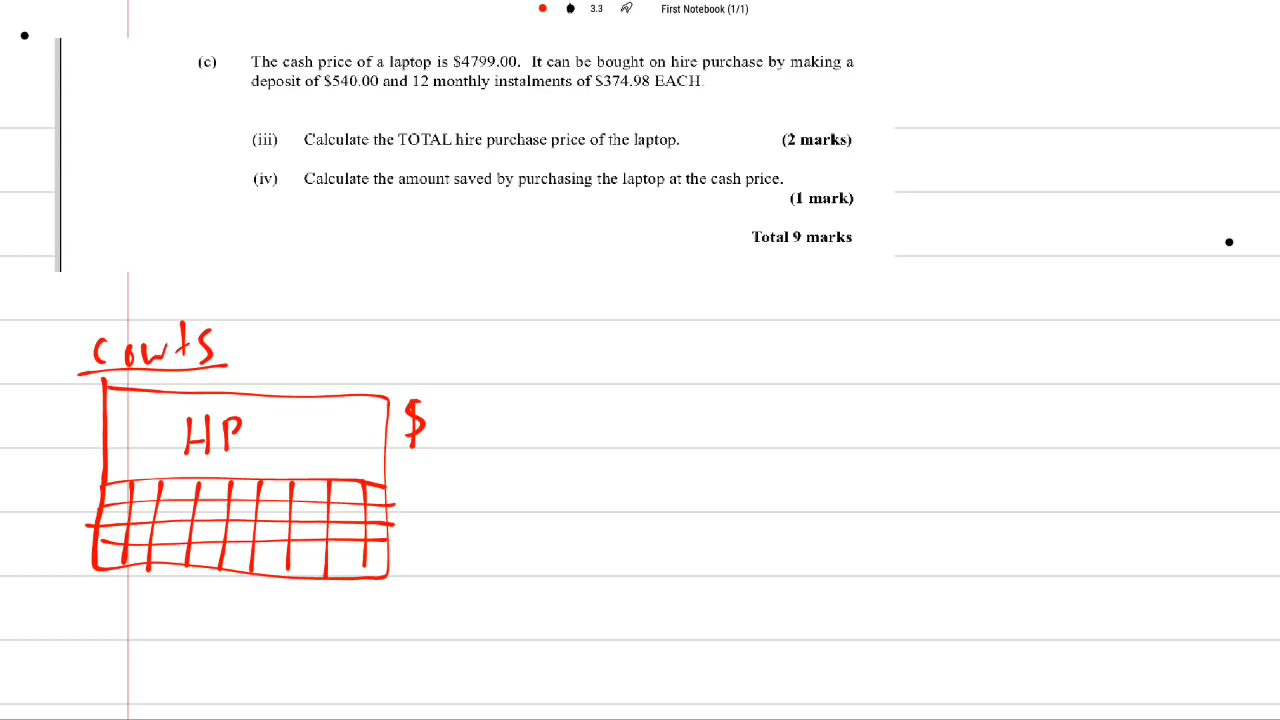 3.3 First Notebook (1/1)
(c) The cash price of a laptop is $4799.00. It can be bought on hire purchase by making a
deposit of $540.00 and 12 monthly instalments of $374.98 EACH.
(iii) Calculate the TOTAL hire purchase price of the laptop. (2 marks)
(iv) Calculate the amount saved by purchasing the laptop at the cash price.
(1 mark)
Total 9 marks
Courts
HP $